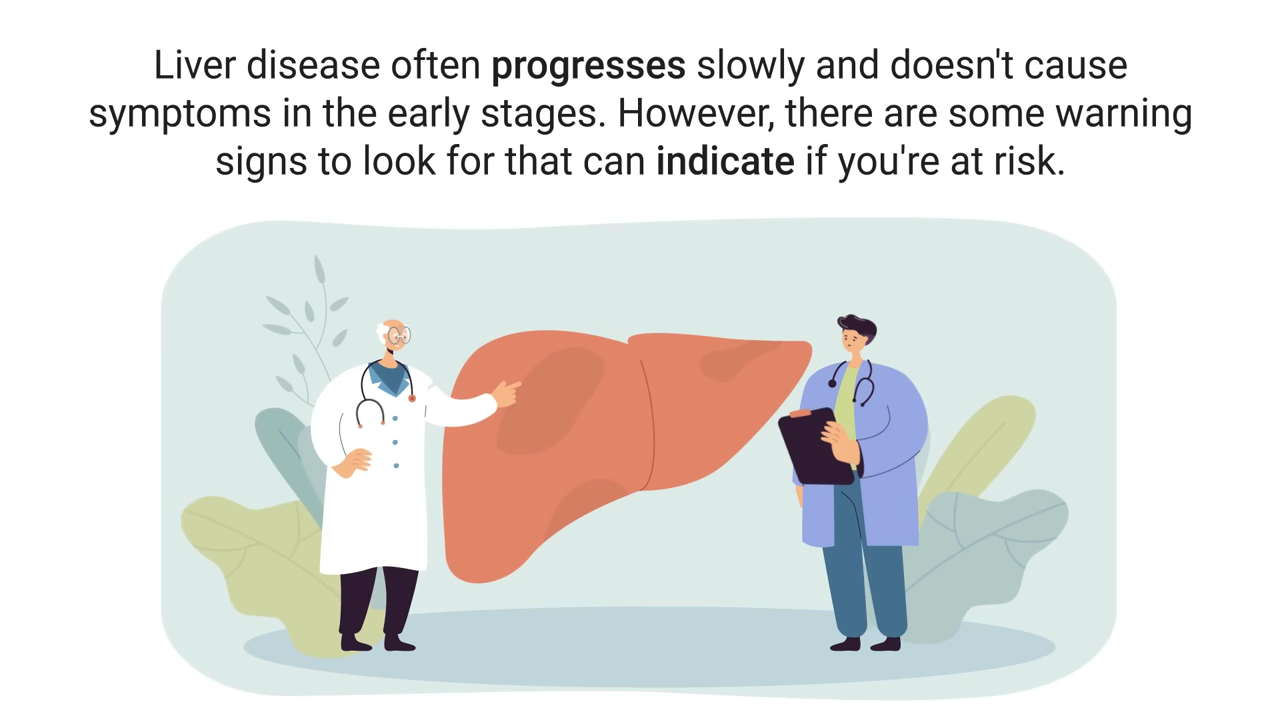 Liver disease often progresses slowly and doesn't cause
symptoms in the early stages. However, there are some warning
signs to look for that can indicate if you're at risk.